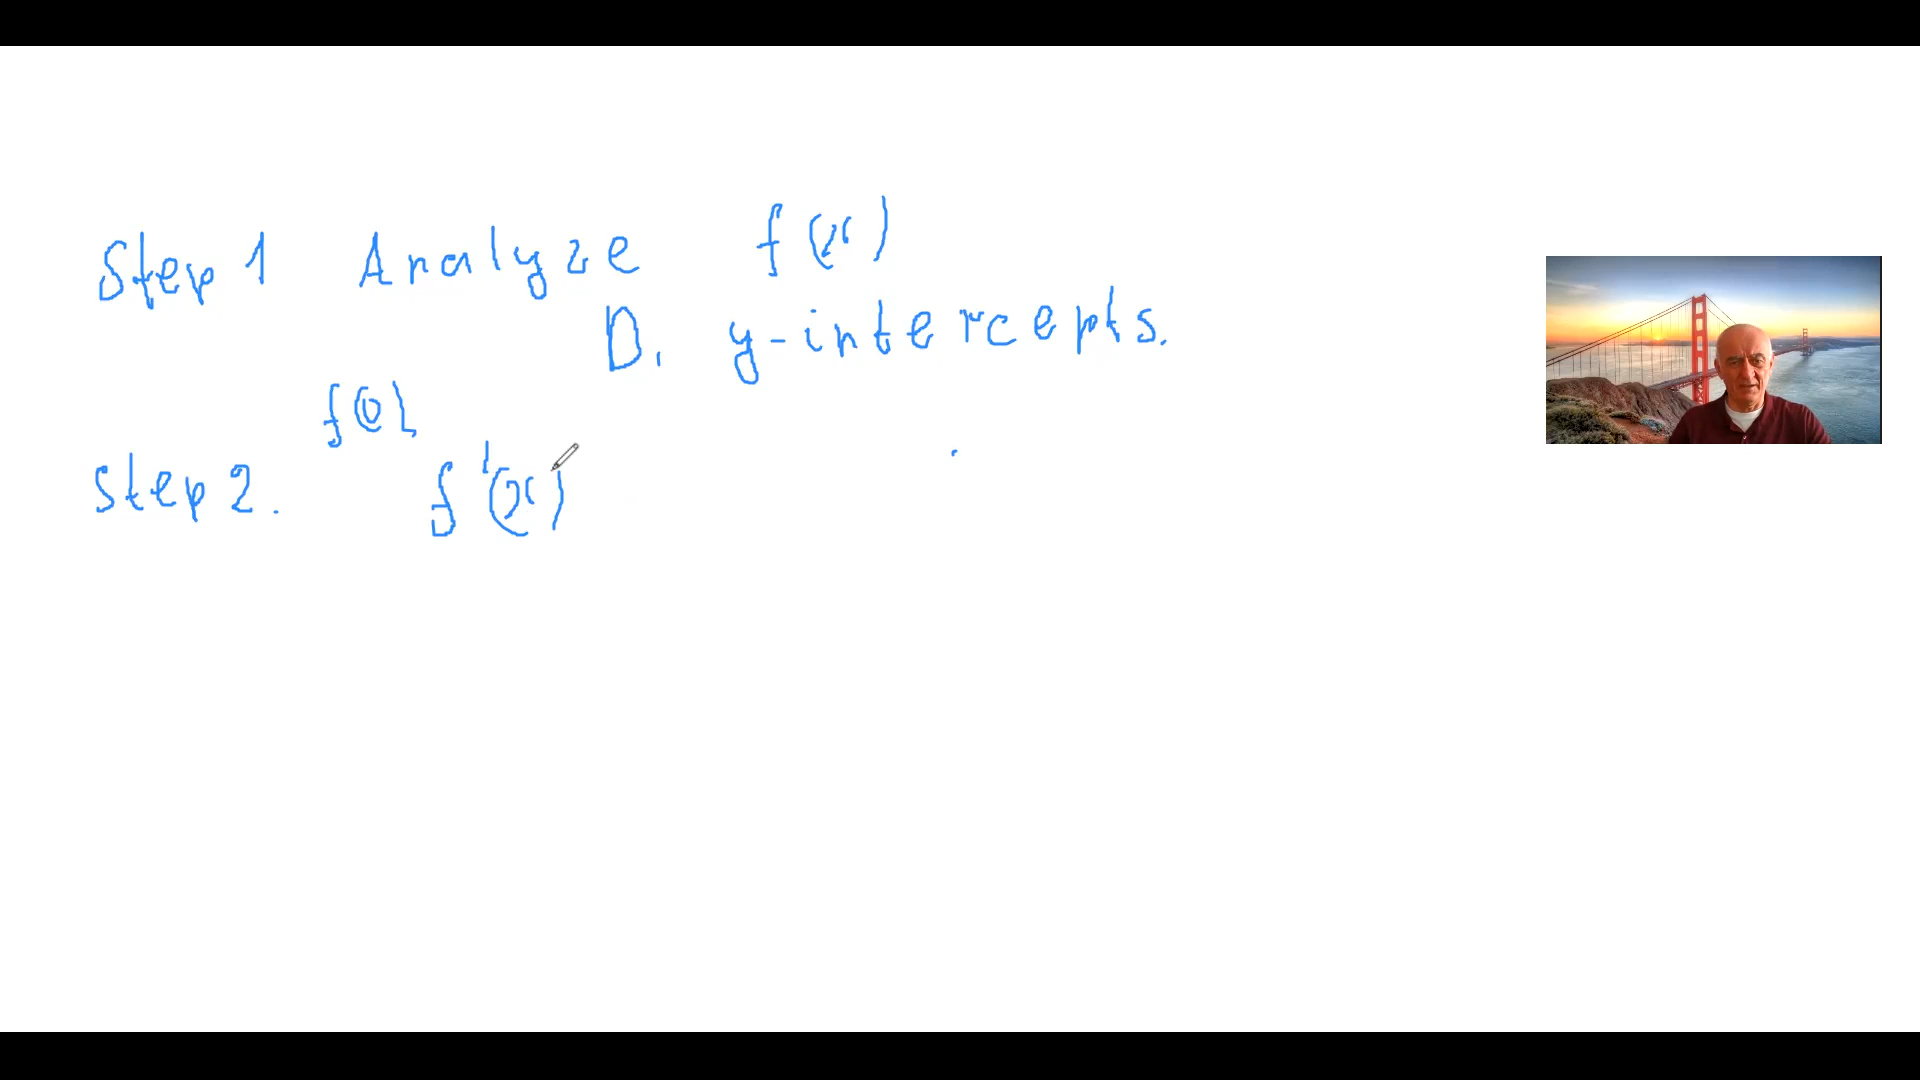 Step 1 Analyze f(x)
D. y-intercepts.
f(0).
Step 2. f'(x)